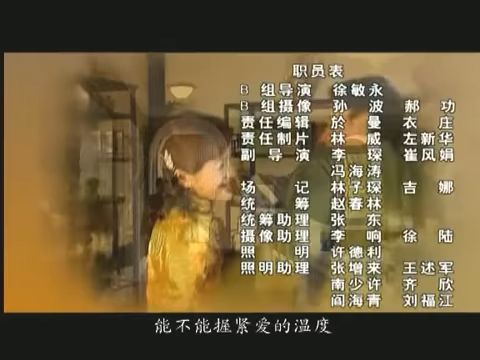 职员表
B 组导演 徐敏永
B 组摄像 孙波 郝功
责任编辑 於曼 衣庄
责任制片 林威 左新华
副导演 李琛 崔风娟
冯海涛
场记 林子琛 吉娜
统筹 赵春林
统筹助理 张东
摄像助理 李响 徐陆
照明 许德利
照明助理 张增来 王述军
南少许 齐欣
阎海青 刘福江
能不能握紧爱的温度